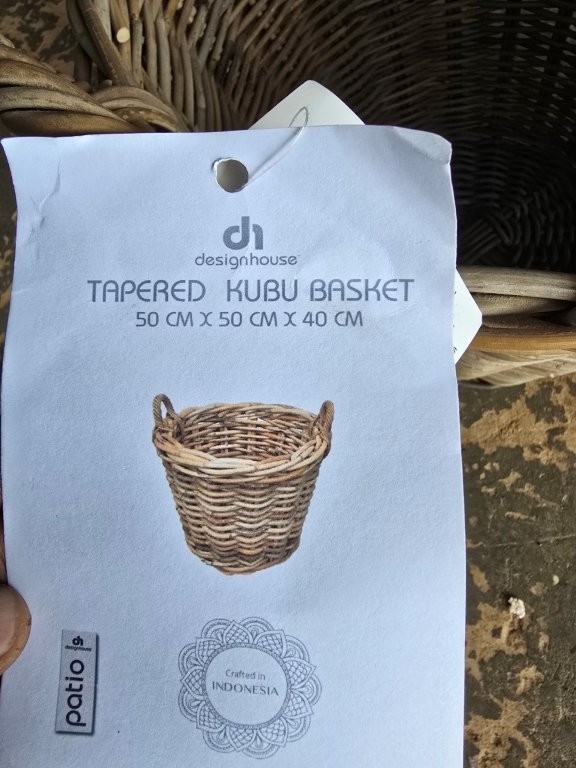 dh
designhouse
TAPERED KUBU BASKET
50 CM X 50 CM X 40 CM
dh
designhouse
patio
Crafted in
INDONESIA